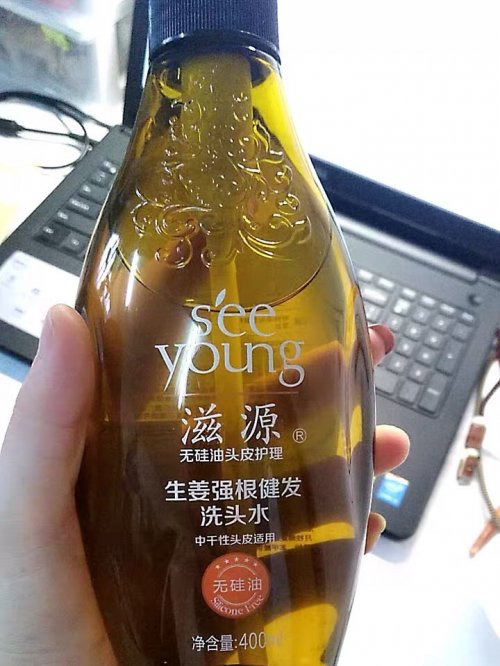 s'ee
young
滋源®
无硅油头皮护理
生姜强根健发
洗头水
中干性头皮适用
无硅油
Silicone Free
净含量:400ml